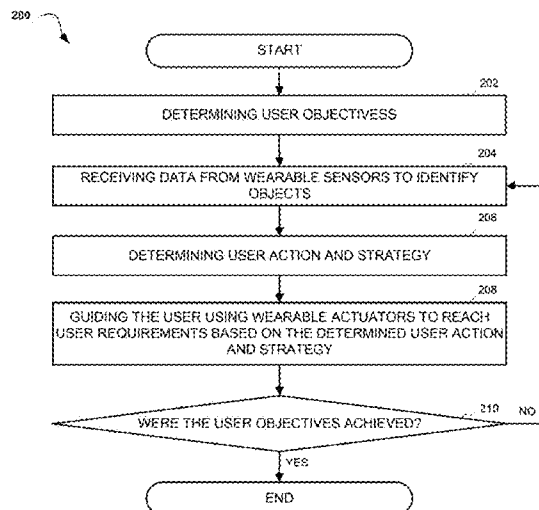 200
START
202
DETERMINING USER OBJECTIVESS
204
RECEIVING DATA FROM WEARABLE SENSORS TO IDENTIFY
OBJECTS
206
DETERMINING USER ACTION AND STRATEGY
208
GUIDING THE USER USING WEARABLE ACTUATORS TO REACH
USER REQUIREMENTS BASED ON THE DETERMINED USER ACTION
AND STRATEGY
210
WERE THE USER OBJECTIVES ACHIEVED?
NO
YES
END